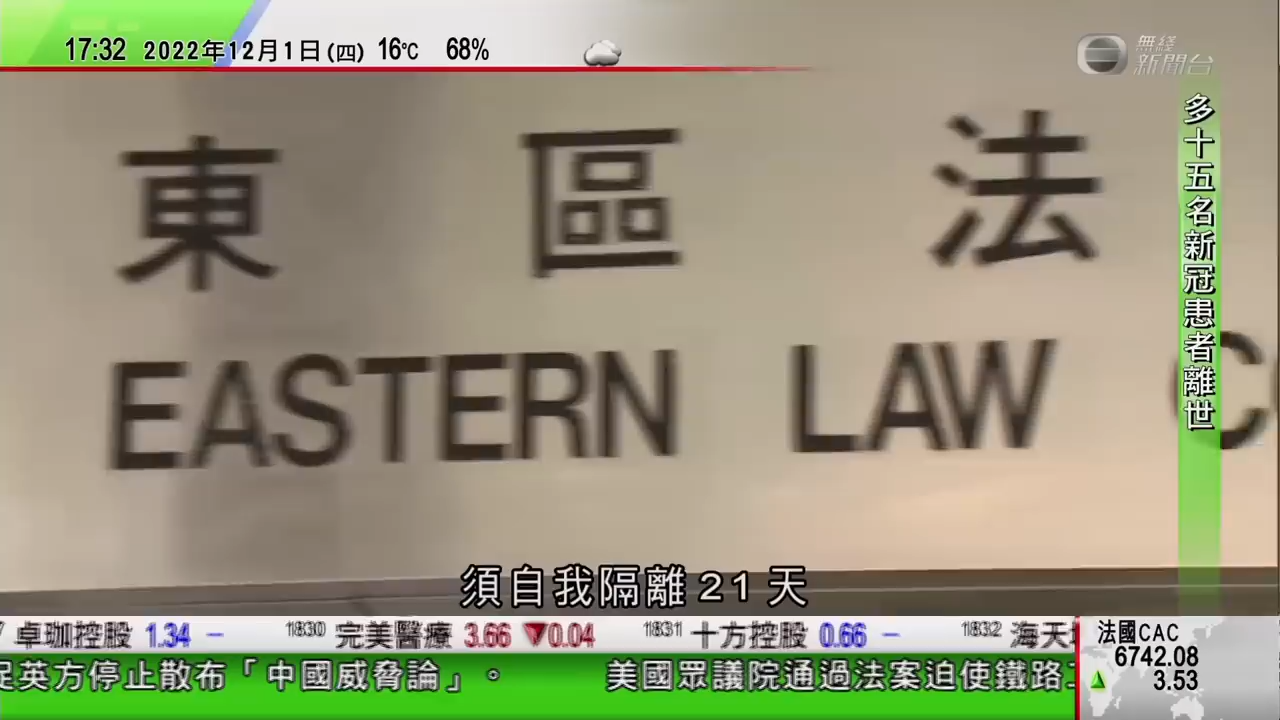 17:32 2022年12月1日(四) 16℃ 68%
無綫
新聞台
多十五名新冠患者離世
東區法
EASTERN LAW C
須自我隔離21天
卓珈控股 1.34 – 1830 完美醫療 3.66 ▼0.04 1831 十方控股 0.66 – 1832 海天
法國CAC
6742.08
▲ 3.53
英方停止散布「中國威脅論」。 美國眾議院通過法案迫使鐵路